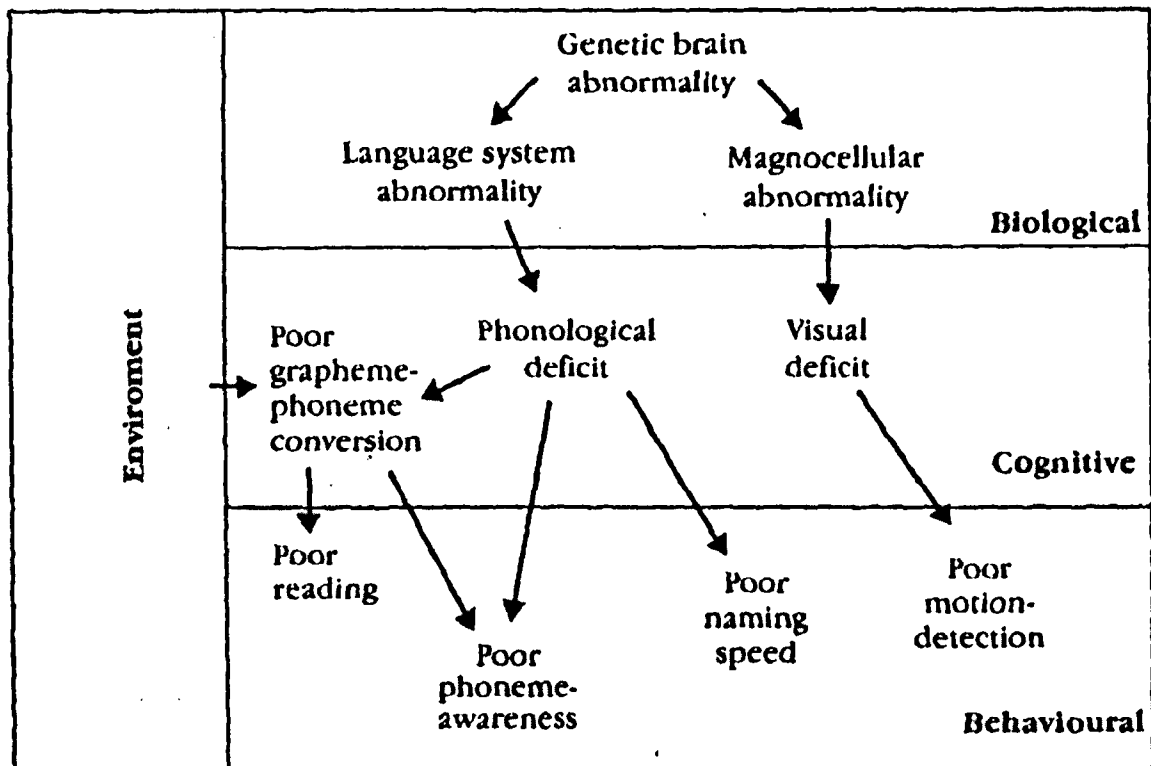 Genetic brain
abnormality
Language system
abnormality
Magnocellular
abnormality
Biological
Enviroment
Poor
grapheme-
phoneme
conversion
Phonological
deficit
Visual
deficit
Cognitive
Poor
reading
Poor
phoneme-
awareness
Poor
naming
speed
Poor
motion-
detection
Behavioural